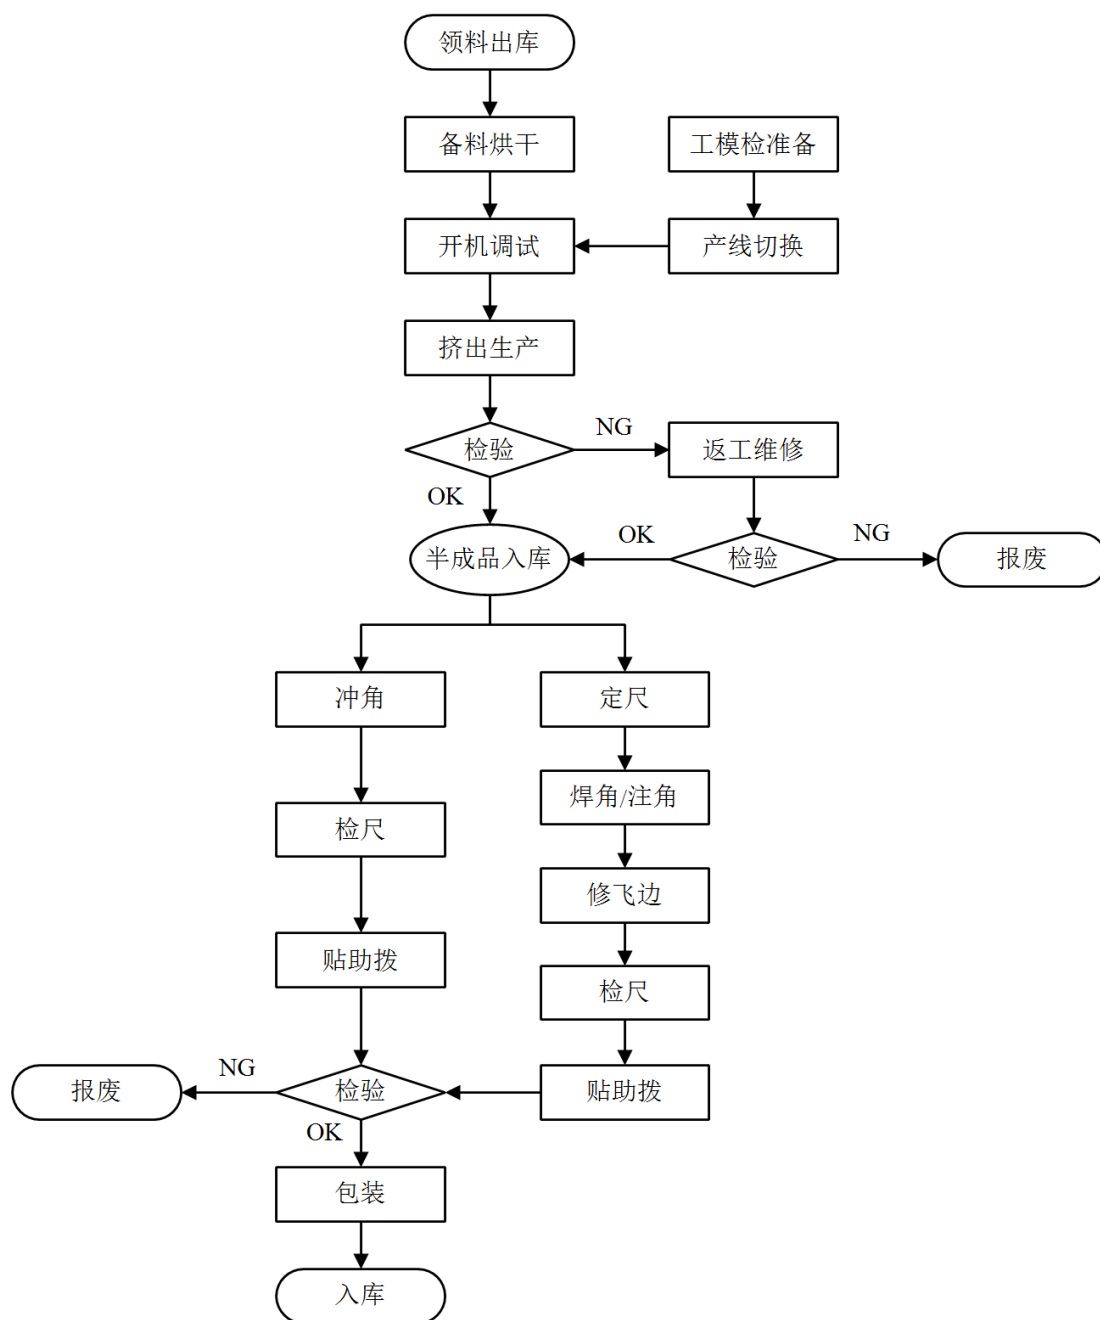 领料出库
备料烘干
工模检准备
开机调试
产线切换
挤出生产
检验
NG
返工维修
OK
半成品入库
OK
检验
NG
报废
冲角
定尺
焊角/注角
检尺
修飞边
贴助拨
检尺
报废
NG
检验
贴助拨
OK
包装
入库